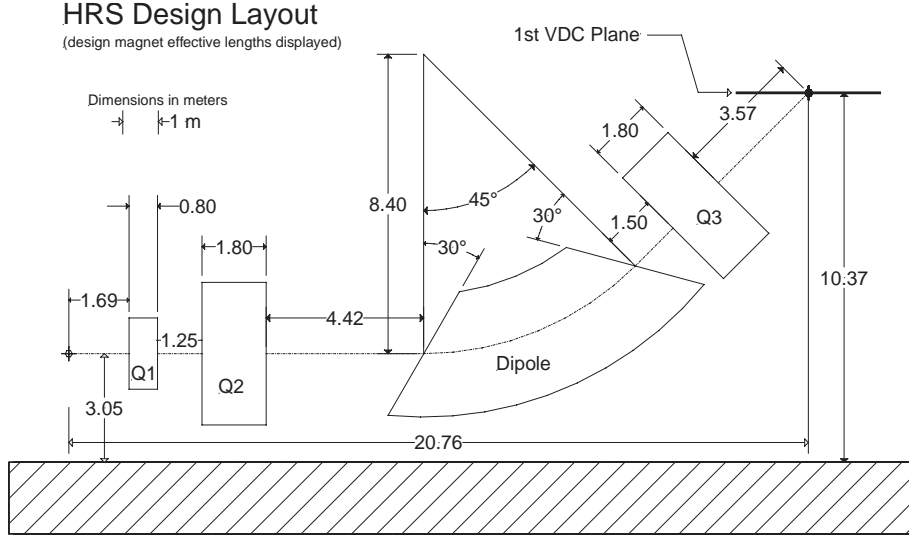 HRS Design Layout
(design magnet effective lengths displayed)
1st VDC Plane
Dimensions in meters
1 m
3.57
1.80
8.40
45°
0.80
30°
1.50
Q3
30°
1.80
10.37
1.69
4.42
1.25
Q1
Q2
Dipole
3.05
20.76